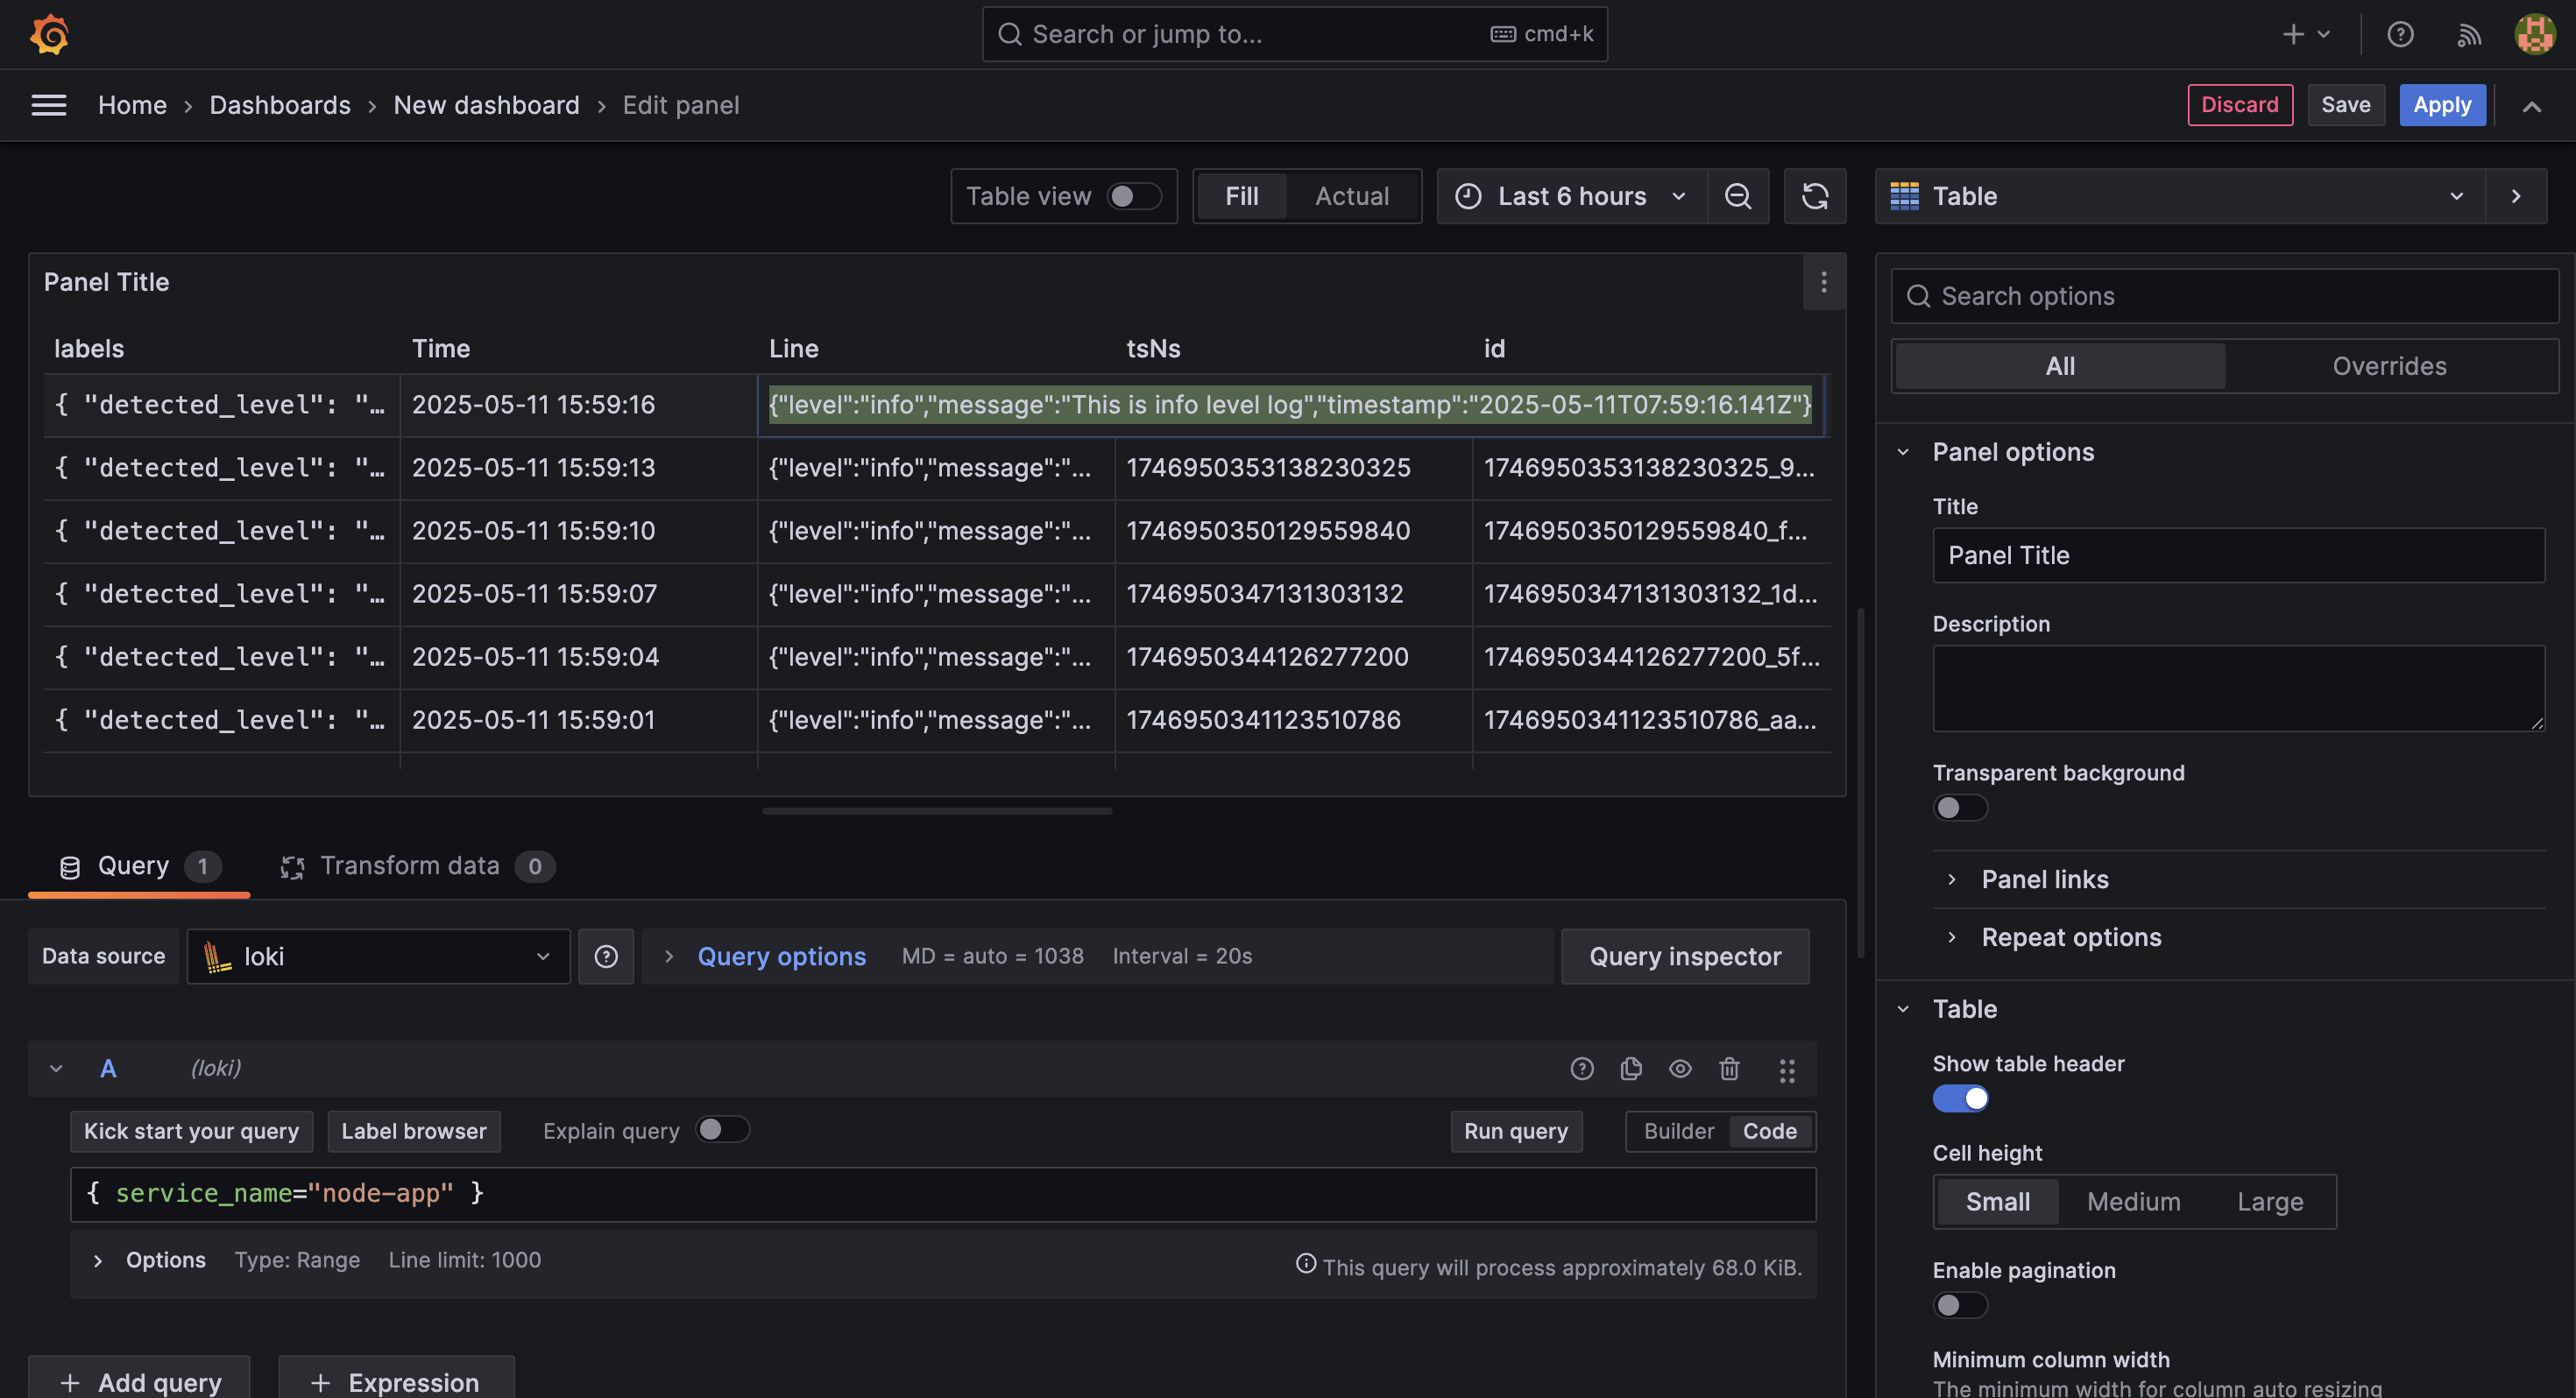 Search or jump to...
cmd+k
Home
Dashboards
New dashboard
Edit panel
Discard
Save
Apply
Table view
Fill
Actual
Last 6 hours
Table
Panel Title
labels Time Line tsNs id
{ "detected_level": "... 2025-05-11 15:59:16 {"level":"info","message":"This is info level log","timestamp":"2025-05-11T07:59:16.141Z"}
{ "detected_level": "... 2025-05-11 15:59:13 {"level":"info","message":"... 1746950353138230325 1746950353138230325_9...
{ "detected_level": "... 2025-05-11 15:59:10 {"level":"info","message":"... 1746950350129559840 1746950350129559840_f...
{ "detected_level": "... 2025-05-11 15:59:07 {"level":"info","message":"... 1746950347131303132 1746950347131303132_1d...
{ "detected_level": "... 2025-05-11 15:59:04 {"level":"info","message":"... 1746950344126277200 1746950344126277200_5f...
{ "detected_level": "... 2025-05-11 15:59:01 {"level":"info","message":"... 1746950341123510786 1746950341123510786_aa...
Query 1
Transform data 0
Data source
loki
Query options
MD = auto = 1038
Interval = 20s
Query inspector
A
(loki)
Kick start your query
Label browser
Explain query
Run query
Builder
Code
{ service_name="node-app" }
Options
Type: Range
Line limit: 1000
This query will process approximately 68.0 KiB.
+ Add query
+ Expression
Search options
All
Overrides
Panel options
Title
Panel Title
Description
Transparent background
Panel links
Repeat options
Table
Show table header
Cell height
Small
Medium
Large
Enable pagination
Minimum column width
The minimum width for column auto resizing